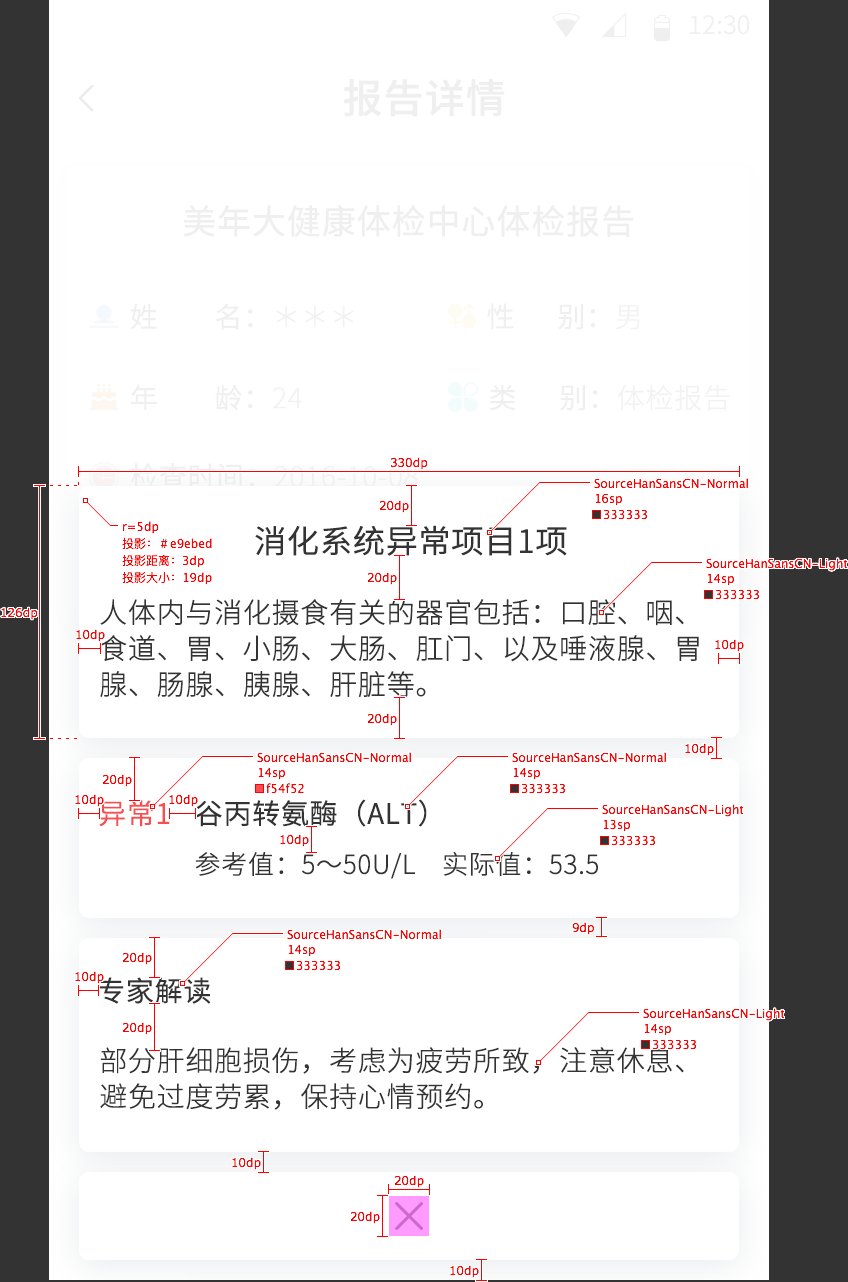 12:30
报告详情
美年大健康体检中心体检报告
姓 名：＊＊＊
性 别：男
年 龄：24
类 别：体检报告
检查时间：2016-10-08
330dp
SourceHanSansCN-Normal
16sp
333333
20dp
r=5dp
投影：#e9ebed
投影距离：3dp
投影大小：19dp
消化系统异常项目1项
SourceHanSansCN-Light
14sp
333333
20dp
126dp
人体内与消化摄食有关的器官包括：口腔、咽、
食道、胃、小肠、大肠、肛门、以及唾液腺、胃
腺、肠腺、胰腺、肝脏等。
10dp
10dp
20dp
10dp
SourceHanSansCN-Normal
14sp
f54f52
SourceHanSansCN-Normal
14sp
333333
20dp
10dp
10dp
异常1
谷丙转氨酶（ALT）
SourceHanSansCN-Light
13sp
333333
10dp
参考值：5～50U/L 实际值：53.5
9dp
SourceHanSansCN-Normal
14sp
333333
20dp
10dp
专家解读
20dp
SourceHanSansCN-Light
14sp
333333
部分肝细胞损伤，考虑为疲劳所致，注意休息、
避免过度劳累，保持心情预约。
10dp
20dp
20dp
10dp